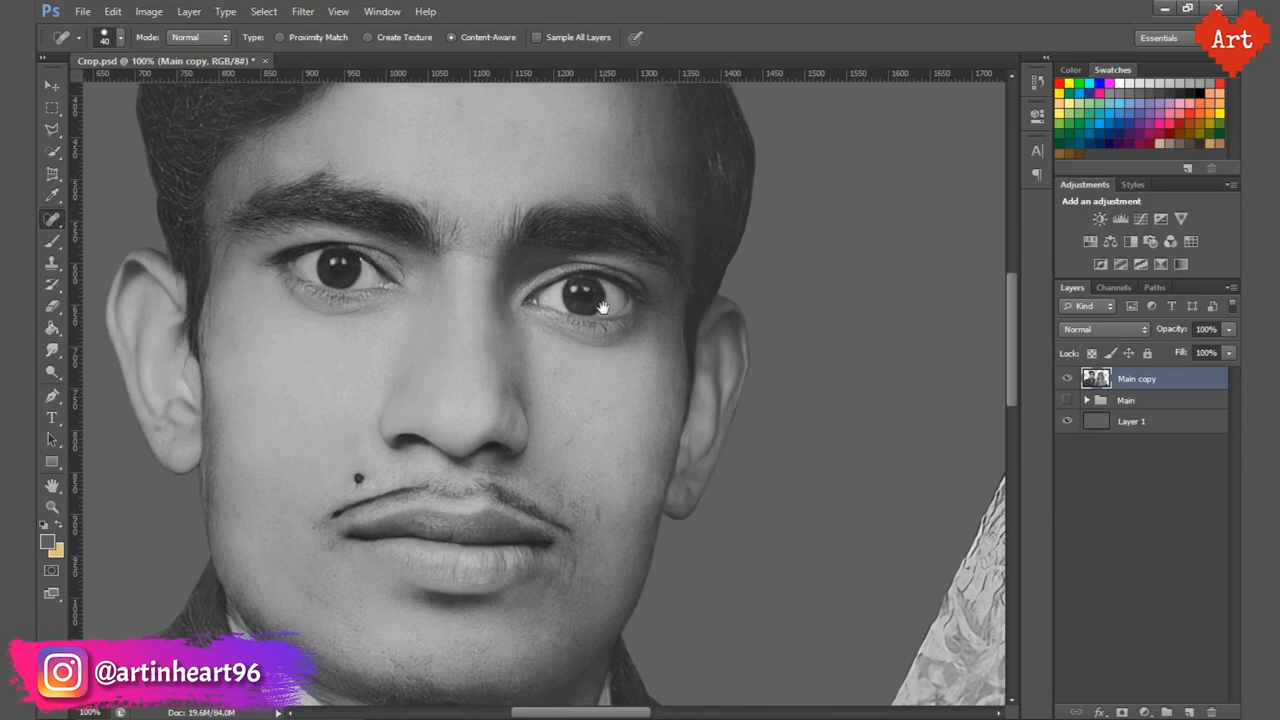 Ps File Edit Image Layer Type Select Filter View Window Help
Art
40 Mode: Normal Type: Proximity Match Create Texture Content-Aware Sample All Layers
Essentials
Crop.psd @ 100% (Main copy, RGB/8#) * ×
650 700 750 800 850 900 950 1000 1050 1100 1150 1200 1250 1300 1350 1400 1450 1500 1550 1600 1650 1700
Color Swatches
Adjustments Styles
Add an adjustment
Layers Channels Paths
Kind
Normal Opacity: 100%
Lock: Fill: 100%
Main copy
Main
Layer 1
@artinheart96
100% Doc: 19.6M/84.0M